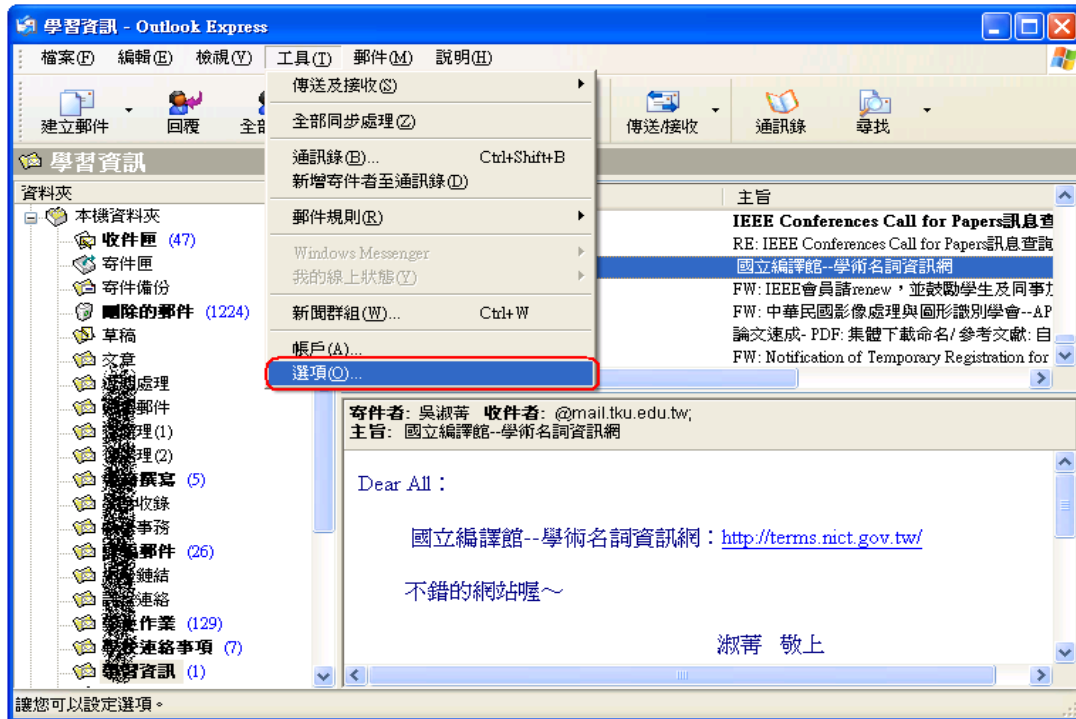 學習資訊 - Outlook Express
檔案(F) 編輯(E) 檢視(V) 工具(T) 郵件(M) 說明(H)
建立郵件 回覆 傳送/接收 通訊錄 尋找
傳送及接收(S)
全部同步處理(Z)
通訊錄(B)... Ctrl+Shift+B
新增寄件者至通訊錄(D)
郵件規則(R)
Windows Messenger
我的線上狀態(Y)
新聞群組(W)... Ctrl+W
帳戶(A)...
選項(O)...
學習資訊
資料夾
本機資料夾
收件匣 (47)
寄件匣
寄件備份
刪除的郵件 (1224)
草稿
文章
處理
郵件
理(1)
理(2)
撰寫 (5)
收錄
事務
郵件 (26)
鏈結
連絡
作業 (129)
連絡事項 (7)
學習資訊 (1)
主旨
IEEE Conferences Call for Papers訊息查
RE: IEEE Conferences Call for Papers訊息查詢
國立編譯館--學術名詞資訊網
FW: IEEE會員請renew，並鼓勵學生及同事加
FW: 中華民國影像處理與圖形識別學會--AP
論文速成- PDF: 集體下載命名/ 參考文獻: 自
FW: Notification of Temporary Registration for
寄件者: 吳淑菁 收件者: @mail.tku.edu.tw;
主旨: 國立編譯館--學術名詞資訊網
Dear All：
國立編譯館--學術名詞資訊網：http://terms.nict.gov.tw/
不錯的網站喔～
淑菁 敬上
讓您可以設定選項。